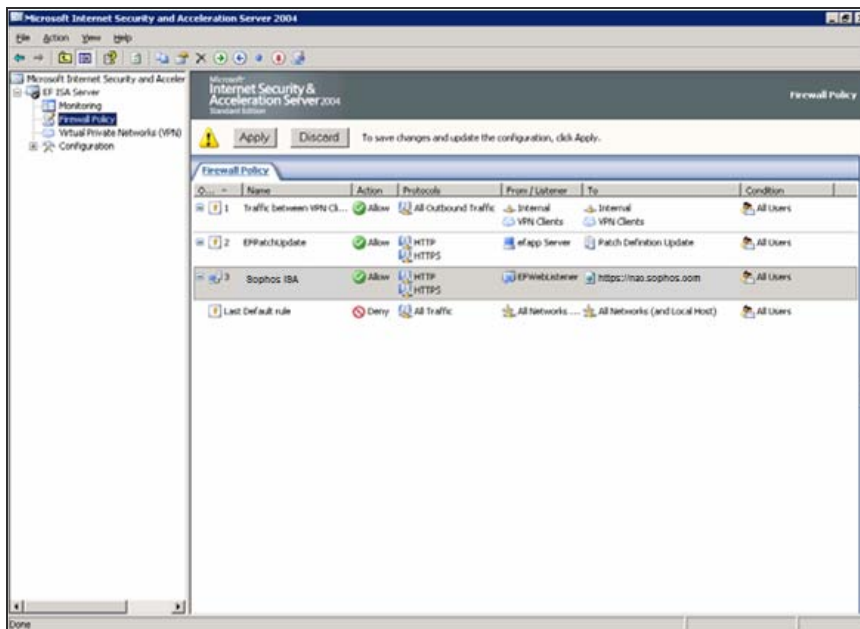 Microsoft Internet Security and Acceleration Server 2004
File Action View Help
Microsoft Internet Security and Acceler
EF ISA Server
Monitoring
Firewall Policy
Virtual Private Networks (VPN)
Configuration
Microsoft
Internet Security &
Acceleration Server 2004
Standard Edition
Firewall Policy
Apply Discard To save changes and update the configuration, click Apply.
Firewall Policy
O... Name Action Protocols From / Listener To Condition
1 Traffic between VPN Cl... Allow All Outbound Traffic Internal Internal All Users
VPN Clients VPN Clients
2 EFPatchUpdate Allow HTTP efapp Server Patch Definition Update All Users
HTTPS
3 Sophos ISA Allow HTTP EFWebListener https://nac.sophos.com All Users
HTTPS
Last Default rule Deny All Traffic All Networks ... All Networks (and Local Host) All Users
Done